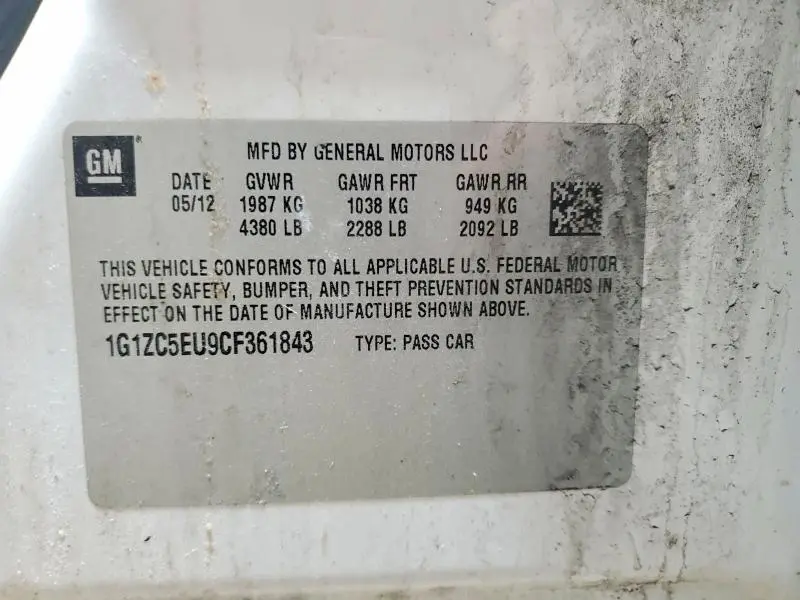 GM
MFD BY GENERAL MOTORS LLC
DATE GVWR GAWR FRT GAWR RR
05/12 1987 KG 1038 KG 949 KG
4380 LB 2288 LB 2092 LB
THIS VEHICLE CONFORMS TO ALL APPLICABLE U.S. FEDERAL MOTOR
VEHICLE SAFETY, BUMPER, AND THEFT PREVENTION STANDARDS IN
EFFECT ON THE DATE OF MANUFACTURE SHOWN ABOVE.
1G1ZC5EU9CF361843 TYPE: PASS CAR